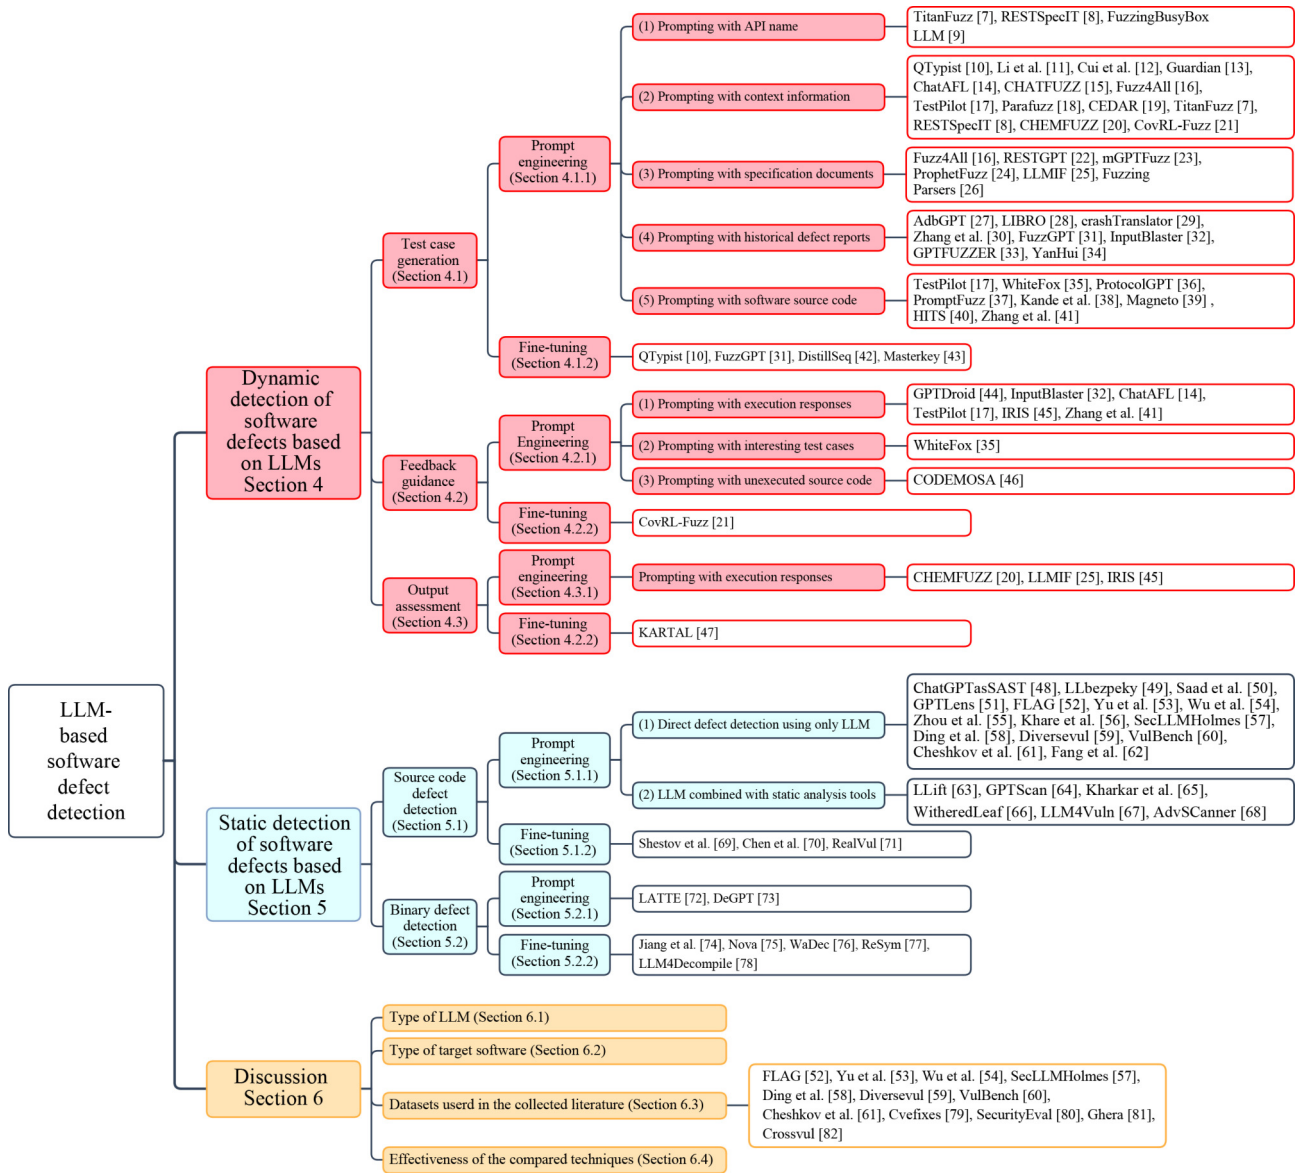 LLM-
based
software
defect
detection
Dynamic
detection of
software
defects based
on LLMs
Section 4
Test case
generation
(Section 4.1)
Prompt
engineering
(Section 4.1.1)
(1) Prompting with API name
TitanFuzz [7], RESTSpecIT [8], FuzzingBusyBox
LLM [9]
(2) Prompting with context information
QTypist [10], Li et al. [11], Cui et al. [12], Guardian [13],
ChatAFL [14], CHATFUZZ [15], Fuzz4All [16],
TestPilot [17], Parafuzz [18], CEDAR [19], TitanFuzz [7],
RESTSpecIT [8], CHEMFUZZ [20], CovRL-Fuzz [21]
(3) Prompting with specification documents
Fuzz4All [16], RESTGPT [22], mGPTFuzz [23],
ProphetFuzz [24], LLMIF [25], Fuzzing
Parsers [26]
(4) Prompting with historical defect reports
AdbGPT [27], LIBRO [28], crashTranslator [29],
Zhang et al. [30], FuzzGPT [31], InputBlaster [32],
GPTFUZZER [33], YanHui [34]
(5) Prompting with software source code
TestPilot [17], WhiteFox [35], ProtocolGPT [36],
PromptFuzz [37], Kande et al. [38], Magneto [39] ,
HITS [40], Zhang et al. [41]
Fine-tuning
(Section 4.1.2)
QTypist [10], FuzzGPT [31], DistillSeq [42], Masterkey [43]
Feedback
guidance
(Section 4.2)
Prompt
Engineering
(Section 4.2.1)
(1) Prompting with execution responses
GPTDroid [44], InputBlaster [32], ChatAFL [14],
TestPilot [17], IRIS [45], Zhang et al. [41]
(2) Prompting with interesting test cases
WhiteFox [35]
(3) Prompting with unexecuted source code
CODEMOSA [46]
Fine-tuning
(Section 4.2.2)
CovRL-Fuzz [21]
Output
assessment
(Section 4.3)
Prompt
engineering
(Section 4.3.1)
Prompting with execution responses
CHEMFUZZ [20], LLMIF [25], IRIS [45]
Fine-tuning
(Section 4.2.2)
KARTAL [47]
Static detection
of software
defects based
on LLMs
Section 5
Source code
defect
detection
(Section 5.1)
Prompt
engineering
(Section 5.1.1)
(1) Direct defect detection using only LLM
ChatGPTasSAST [48], LLbezpeky [49], Saad et al. [50],
GPTLens [51], FLAG [52], Yu et al. [53], Wu et al. [54],
Zhou et al. [55], Khare et al. [56], SecLLMHolmes [57],
Ding et al. [58], Diversevul [59], VulBench [60],
Cheshkov et al. [61], Fang et al. [62]
(2) LLM combined with static analysis tools
LLift [63], GPTScan [64], Kharkar et al. [65],
WitheredLeaf [66], LLM4Vuln [67], AdvSCanner [68]
Fine-tuning
(Section 5.1.2)
Shestov et al. [69], Chen et al. [70], RealVul [71]
Binary defect
detection
(Section 5.2)
Prompt
engineering
(Section 5.2.1)
LATTE [72], DeGPT [73]
Fine-tuning
(Section 5.2.2)
Jiang et al. [74], Nova [75], WaDec [76], ReSym [77],
LLM4Decompile [78]
Discussion
Section 6
Type of LLM (Section 6.1)
Type of target software (Section 6.2)
Datasets userd in the collected literature (Section 6.3)
FLAG [52], Yu et al. [53], Wu et al. [54], SecLLMHolmes [57],
Ding et al. [58], Diversevul [59], VulBench [60],
Cheshkov et al. [61], Cvefixes [79], SecurityEval [80], Ghera [81],
Crossvul [82]
Effectiveness of the compared techniques (Section 6.4)